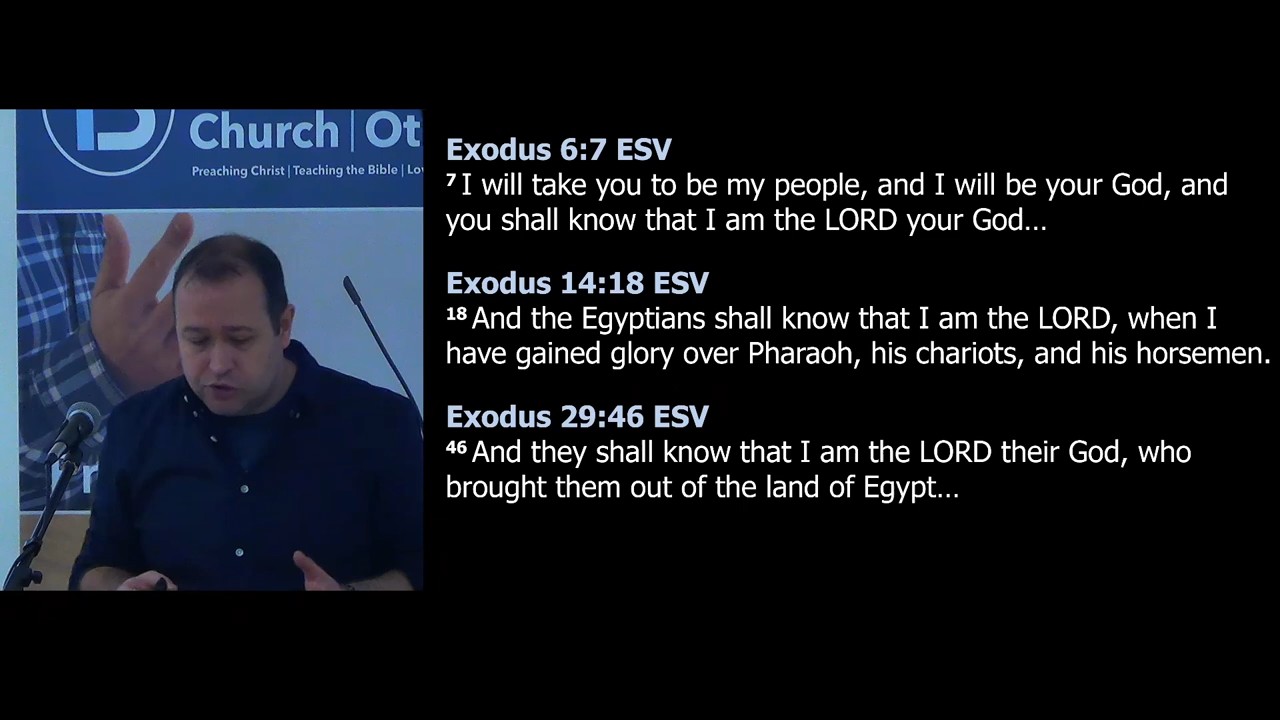 Church | Ot
Preaching Christ | Teaching the Bible | Lov
Exodus 6:7 ESV
7 I will take you to be my people, and I will be your God, and
you shall know that I am the LORD your God…
Exodus 14:18 ESV
18 And the Egyptians shall know that I am the LORD, when I
have gained glory over Pharaoh, his chariots, and his horsemen.
Exodus 29:46 ESV
46 And they shall know that I am the LORD their God, who
brought them out of the land of Egypt…